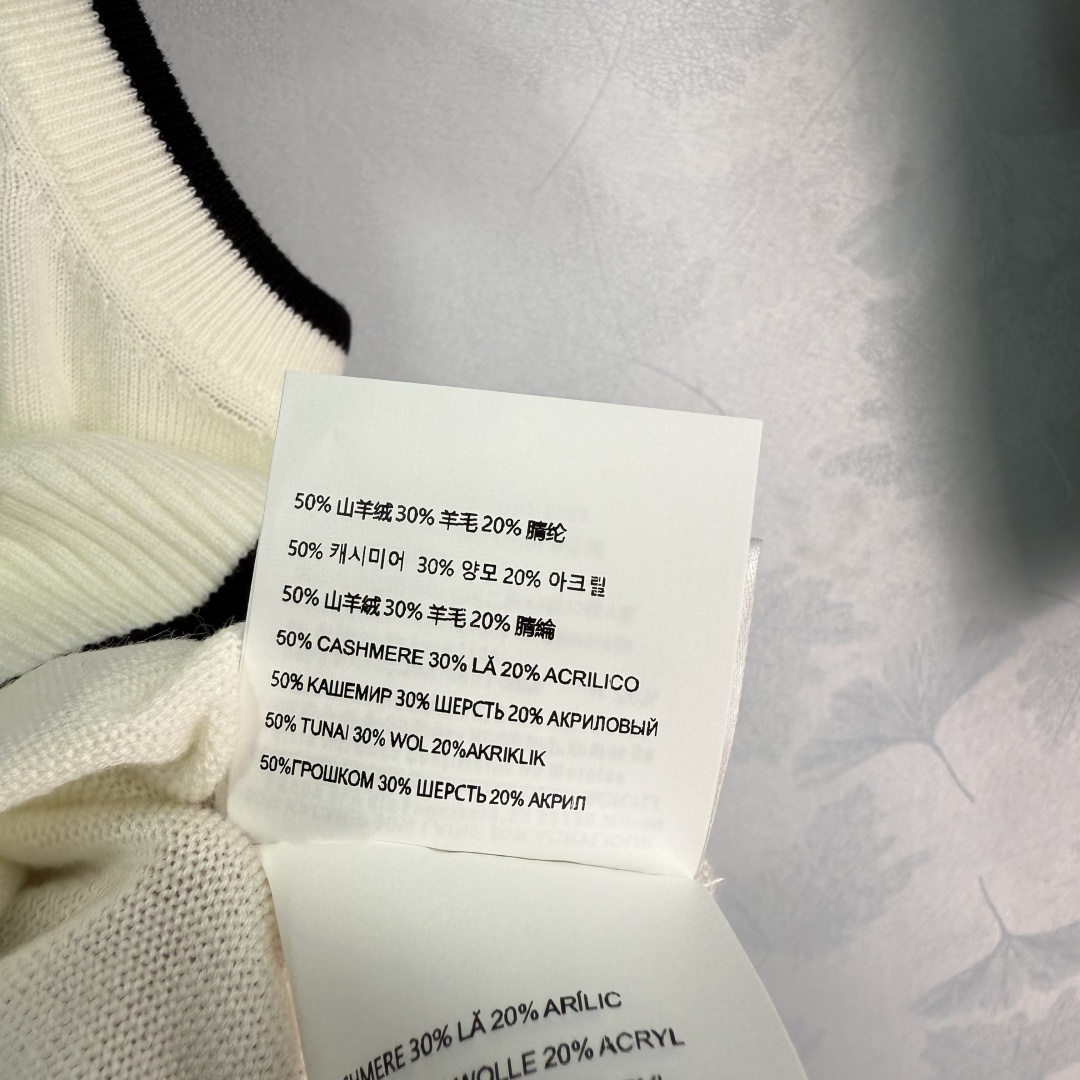 50% 山羊绒 30% 羊毛 20% 腈纶
50% 캐시미어 30% 양모 20% 아크릴
50% 山羊絨 30% 羊毛 20% 腈綸
50% CASHMERE 30% LĂ 20% ACRILICO
50% КАШЕМИР 30% ШЕРСТЬ 20% АКРИЛОВЫЙ
50% TUNAI 30% WOL 20%AKRIKLIK
50%ГРОШКОМ 30% ШЕРСТЬ 20% АКРИЛ
30% LĂ 20% ARÍLIC
WOLLE 20% ACRYL